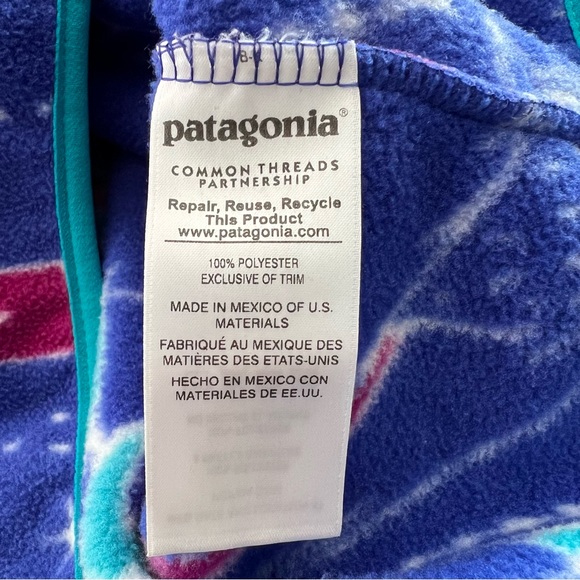 patagonia®
COMMON THREADS
PARTNERSHIP
Repair, Reuse, Recycle
This Product
www.patagonia.com
100% POLYESTER
EXCLUSIVE OF TRIM
MADE IN MEXICO OF U.S.
MATERIALS
FABRIQUÉ AU MEXIQUE DES
MATIÈRES DES ETATS-UNIS
HECHO EN MEXICO CON
MATERIALES DE EE.UU.